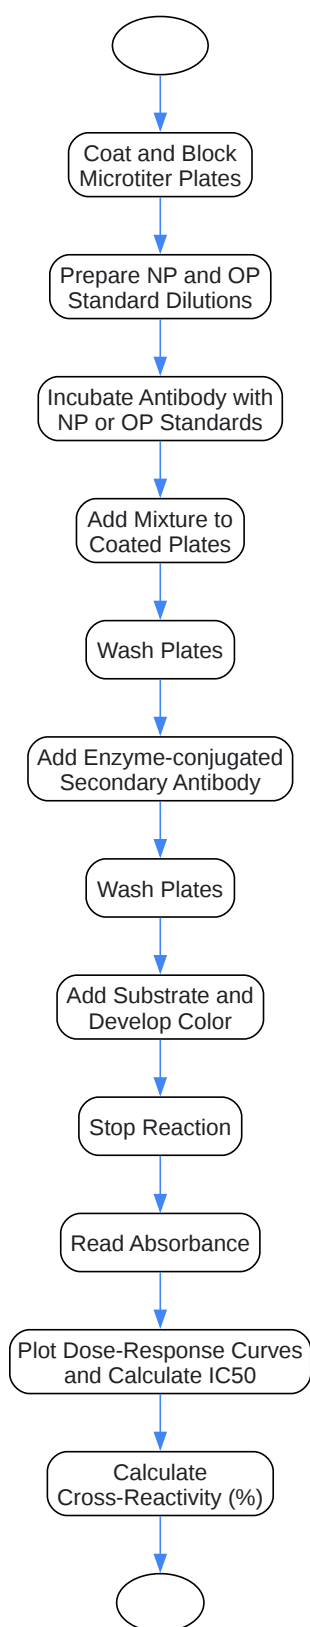 Coat and Block
Microtiter Plates
Prepare NP and OP
Standard Dilutions
Incubate Antibody with
NP or OP Standards
Add Mixture to
Coated Plates
Wash Plates
Add Enzyme-conjugated
Secondary Antibody
Wash Plates
Add Substrate and
Develop Color
Stop Reaction
Read Absorbance
Plot Dose-Response Curves
and Calculate IC50
Calculate
Cross-Reactivity (%)